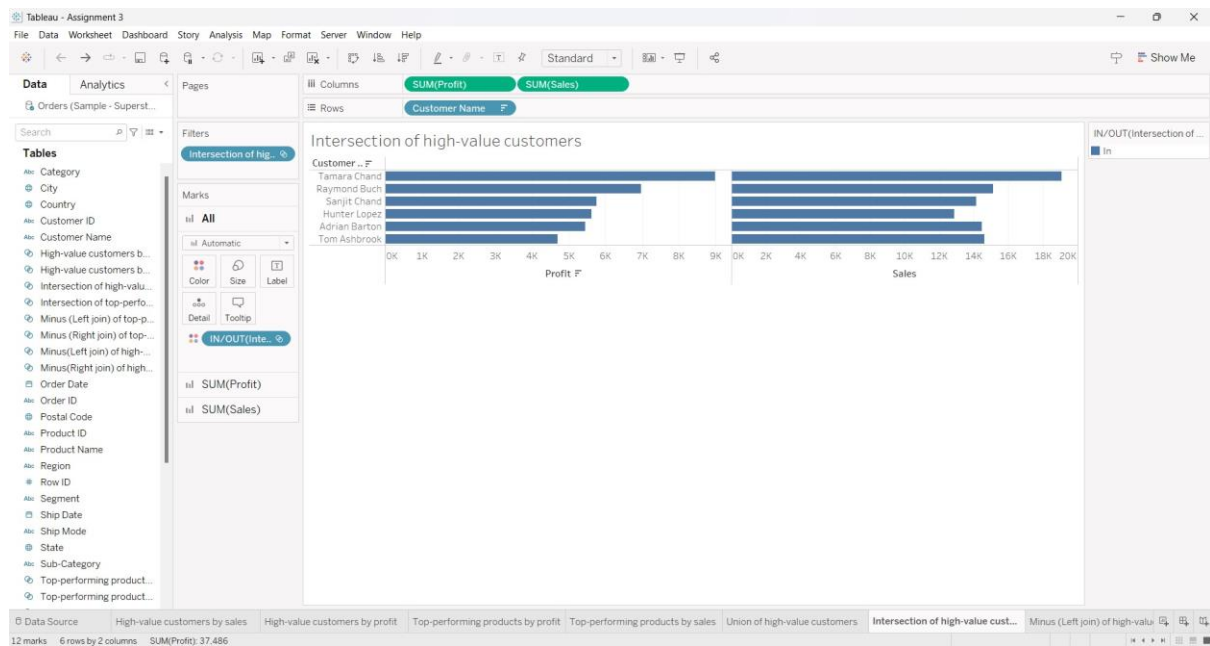 Tableau - Assignment 3
File Data Worksheet Dashboard Story Analysis Map Format Server Window Help
Standard
Show Me
Data Analytics
Orders (Sample - Superst...
Search
Tables
Abc Category
City
Country
Abc Customer ID
Abc Customer Name
High-value customers b...
High-value customers b...
Intersection of high-valu...
Intersection of top-perfo...
Minus (Left join) of top-p...
Minus (Right join) of top-...
Minus(Left join) of high-...
Minus(Right join) of high...
Order Date
Abc Order ID
Postal Code
Abc Product ID
Abc Product Name
Abc Region
# Row ID
Abc Segment
Ship Date
Abc Ship Mode
State
Abc Sub-Category
Top-performing product...
Top-performing product...
Pages
Filters
Intersection of hig..
Marks
All
Automatic
Color Size Label
Detail Tooltip
IN/OUT(Inte..
SUM(Profit)
SUM(Sales)
Columns SUM(Profit) SUM(Sales)
Rows Customer Name
Intersection of high-value customers
Customer ..
Tamara Chand
Raymond Buch
Sanjit Chand
Hunter Lopez
Adrian Barton
Tom Ashbrook
0K 1K 2K 3K 4K 5K 6K 7K 8K 9K 0K 2K 4K 6K 8K 10K 12K 14K 16K 18K 20K
Profit Sales
IN/OUT(Intersection of ...
In
Data Source High-value customers by sales High-value customers by profit Top-performing products by profit Top-performing products by sales Union of high-value customers Intersection of high-value cust... Minus (Left join) of high-valu
12 marks 6 rows by 2 columns SUM(Profit): 37,486